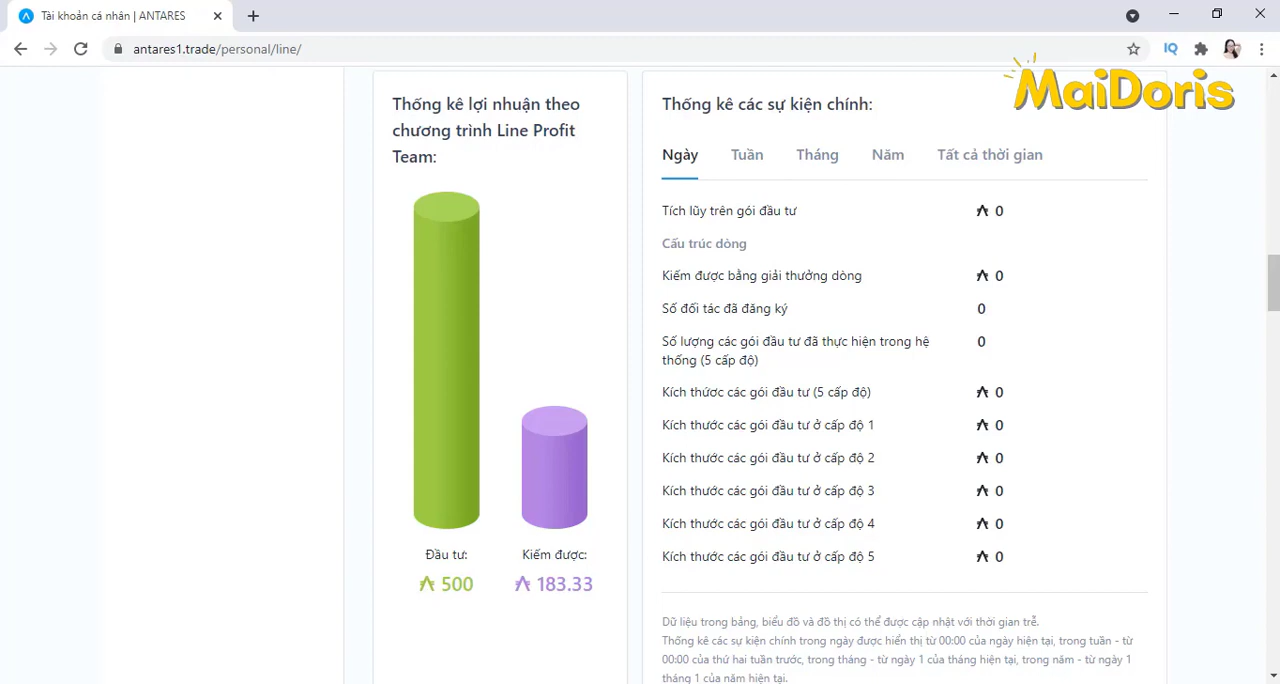 Tài khoản cá nhân | ANTARES
antares1.trade/personal/line/
IQ
MaiDoris
Thống kê lợi nhuận theo
chương trình Line Profit
Team:
Đầu tư:
Kiếm được:
500
183.33
Thống kê các sự kiện chính:
Ngày Tuần Tháng Năm Tất cả thời gian
Tích lũy trên gói đầu tư 0
Cấu trúc dòng
Kiếm được bằng giải thưởng dòng 0
Số đối tác đã đăng ký 0
Số lượng các gói đầu tư đã thực hiện trong hệ 0
thống (5 cấp độ)
Kích thước các gói đầu tư (5 cấp độ) 0
Kích thước các gói đầu tư ở cấp độ 1 0
Kích thước các gói đầu tư ở cấp độ 2 0
Kích thước các gói đầu tư ở cấp độ 3 0
Kích thước các gói đầu tư ở cấp độ 4 0
Kích thước các gói đầu tư ở cấp độ 5 0
Dữ liệu trong bảng, biểu đồ và đồ thị có thể được cập nhật với thời gian trễ.
Thống kê các sự kiện chính trong ngày được hiển thị từ 00:00 của ngày hiện tại, trong tuần - từ
00:00 của thứ hai tuần trước, trong tháng - từ ngày 1 của tháng hiện tại, trong năm - từ ngày 1
tháng 1 của năm hiện tại.